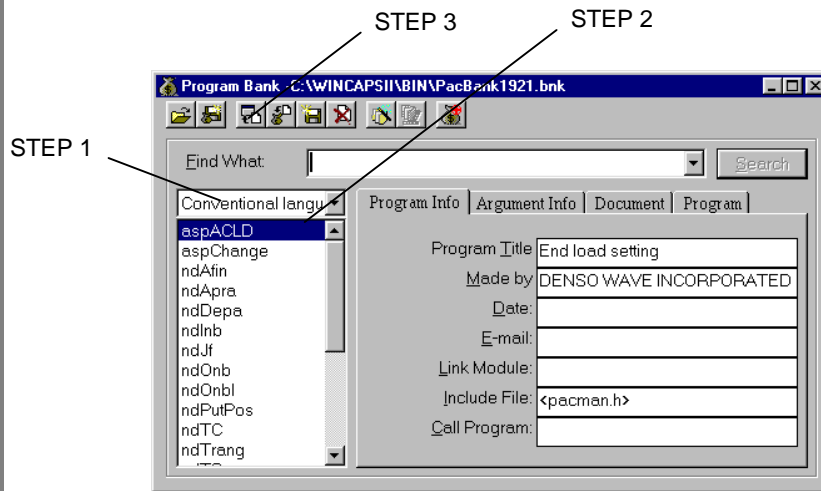 STEP 3
STEP 2
Program Bank -C:\WINCAPSII\BIN\PacBank1921.bnk
STEP 1
Find What:
Search
Conventional langu
Program Info
Argument Info
Document
Program
aspACLD
aspChange
ndAfin
ndApra
ndDepa
ndInb
ndJf
ndOnb
ndOnbl
ndPutPos
ndTC
ndTrang
Program Title End load setting
Made by DENSO WAVE INCORPORATED
Date:
E-mail:
Link Module:
Include File: <pacman.h>
Call Program: